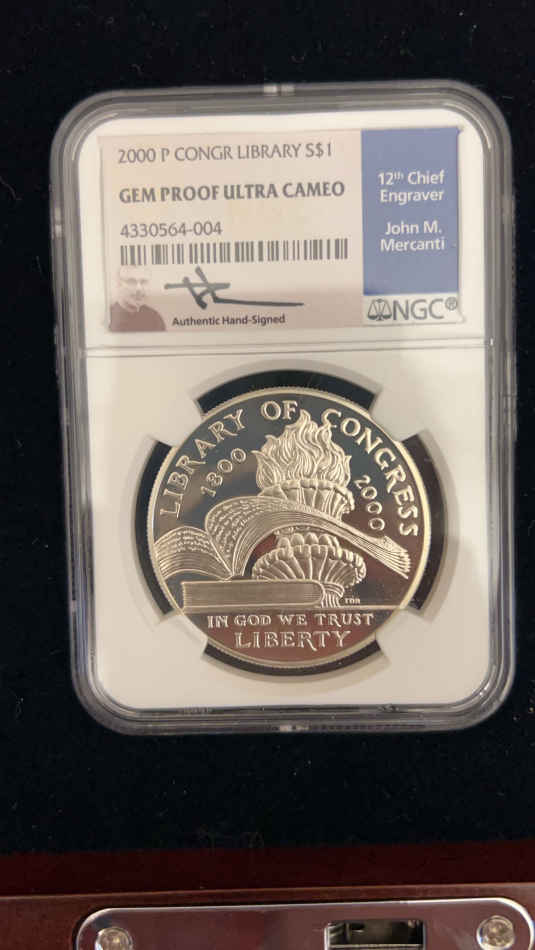 2000 P CONGR LIBRARY S$1
GEM PROOF ULTRA CAMEO
4330564-004
Authentic Hand-Signed
12th Chief
Engraver
John M.
Mercanti
NGC®
LIBRARY OF CONGRESS
1800
2000
IN GOD WE TRUST
LIBERTY